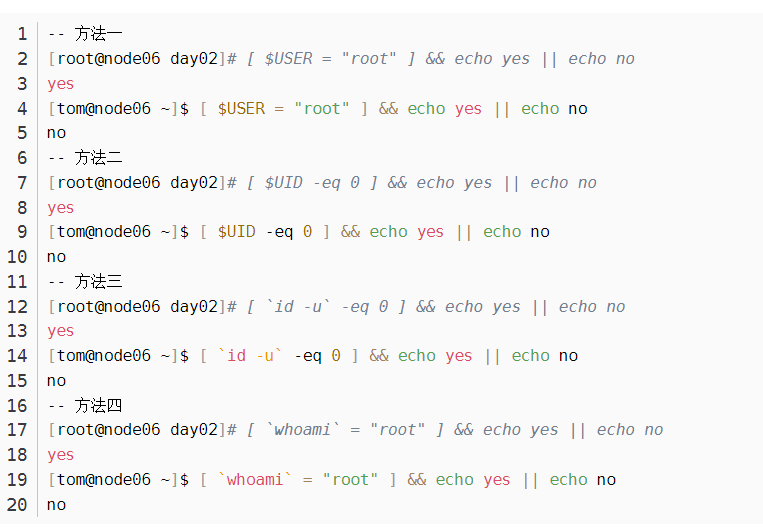 1 -- 方法一
2 [root@node06 day02]# [ $USER = "root" ] && echo yes || echo no
3 yes
4 [tom@node06 ~]$ [ $USER = "root" ] && echo yes || echo no
5 no
6 -- 方法二
7 [root@node06 day02]# [ $UID -eq 0 ] && echo yes || echo no
8 yes
9 [tom@node06 ~]$ [ $UID -eq 0 ] && echo yes || echo no
10 no
11 -- 方法三
12 [root@node06 day02]# [ `id -u` -eq 0 ] && echo yes || echo no
13 yes
14 [tom@node06 ~]$ [ `id -u` -eq 0 ] && echo yes || echo no
15 no
16 -- 方法四
17 [root@node06 day02]# [ `whoami` = "root" ] && echo yes || echo no
18 yes
19 [tom@node06 ~]$ [ `whoami` = "root" ] && echo yes || echo no
20 no